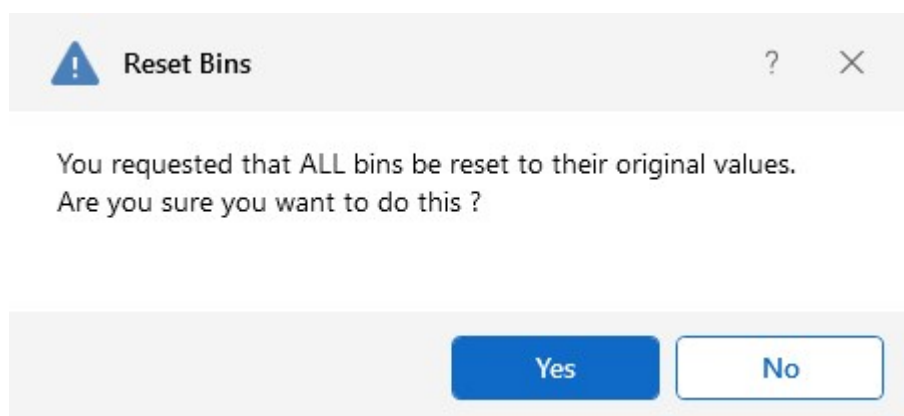 Reset Bins ?
You requested that ALL bins be reset to their original values.
Are you sure you want to do this ?
Yes No